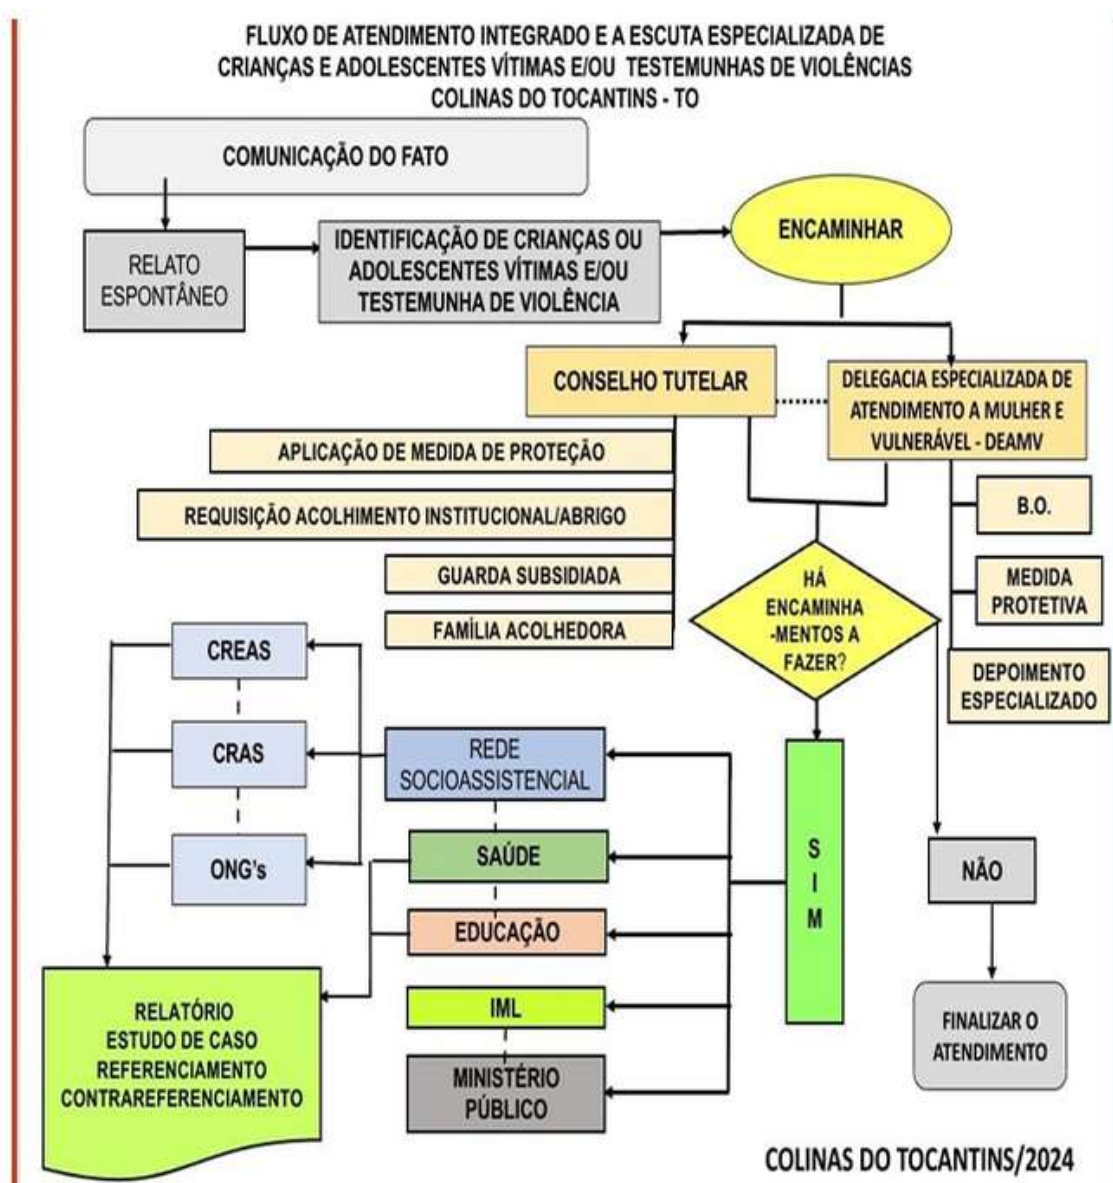 FLUXO DE ATENDIMENTO INTEGRADO E A ESCUTA ESPECIALIZADA DE
CRIANÇAS E ADOLESCENTES VÍTIMAS E/OU TESTEMUNHAS DE VIOLÊNCIAS
COLINAS DO TOCANTINS - TO
COMUNICAÇÃO DO FATO
RELATO
ESPONTÂNEO
IDENTIFICAÇÃO DE CRIANÇAS OU
ADOLESCENTES VÍTIMAS E/OU
TESTEMUNHA DE VIOLÊNCIA
ENCAMINHAR
CONSELHO TUTELAR
DELEGACIA ESPECIALIZADA DE
ATENDIMENTO A MULHER E
VULNERÁVEL - DEAMV
APLICAÇÃO DE MEDIDA DE PROTEÇÃO
REQUISIÇÃO ACOLHIMENTO INSTITUCIONAL/ABRIGO
GUARDA SUBSIDIADA
FAMÍLIA ACOLHEDORA
B.O.
MEDIDA
PROTETIVA
DEPOIMENTO
ESPECIALIZADO
HÁ
ENCAMINHA
-MENTOS A
FAZER?
CREAS
CRAS
ONG's
REDE
SOCIOASSISTENCIAL
SAÚDE
EDUCAÇÃO
IML
MINISTÉRIO
PÚBLICO
S
I
M
NÃO
FINALIZAR O
ATENDIMENTO
RELATÓRIO
ESTUDO DE CASO
REFERENCIAMENTO
CONTRAREFERENCIAMENTO
COLINAS DO TOCANTINS/2024